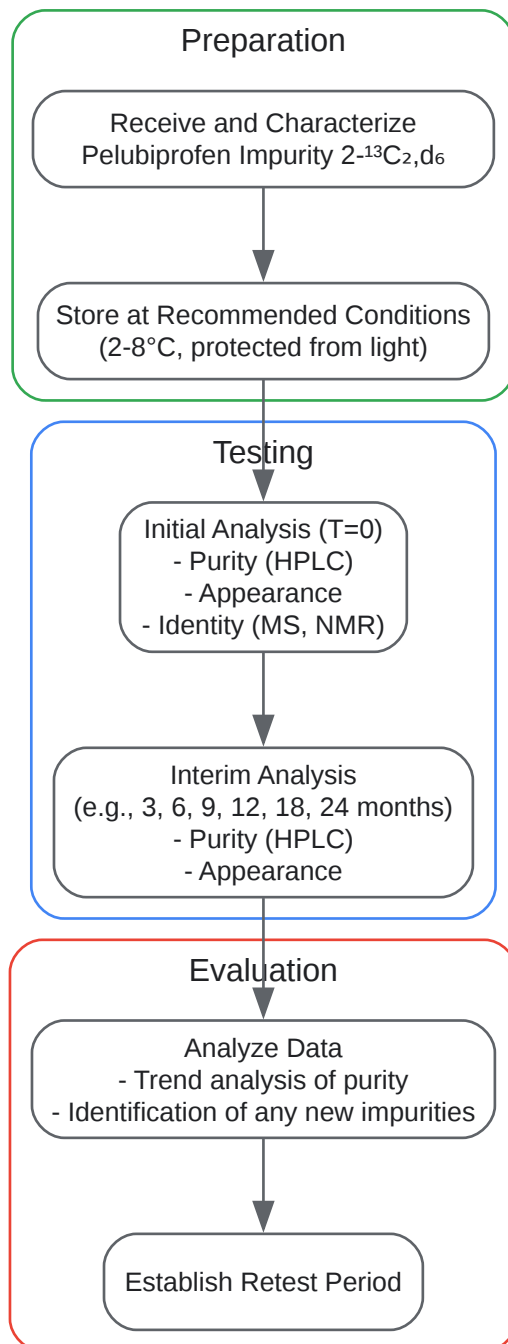 Preparation
Receive and Characterize
Pelubiprofen Impurity 2-¹³C₂,d₆
Store at Recommended Conditions
(2-8°C, protected from light)
Testing
Initial Analysis (T=0)
- Purity (HPLC)
- Appearance
- Identity (MS, NMR)
Interim Analysis
(e.g., 3, 6, 9, 12, 18, 24 months)
- Purity (HPLC)
- Appearance
Evaluation
Analyze Data
- Trend analysis of purity
- Identification of any new impurities
Establish Retest Period